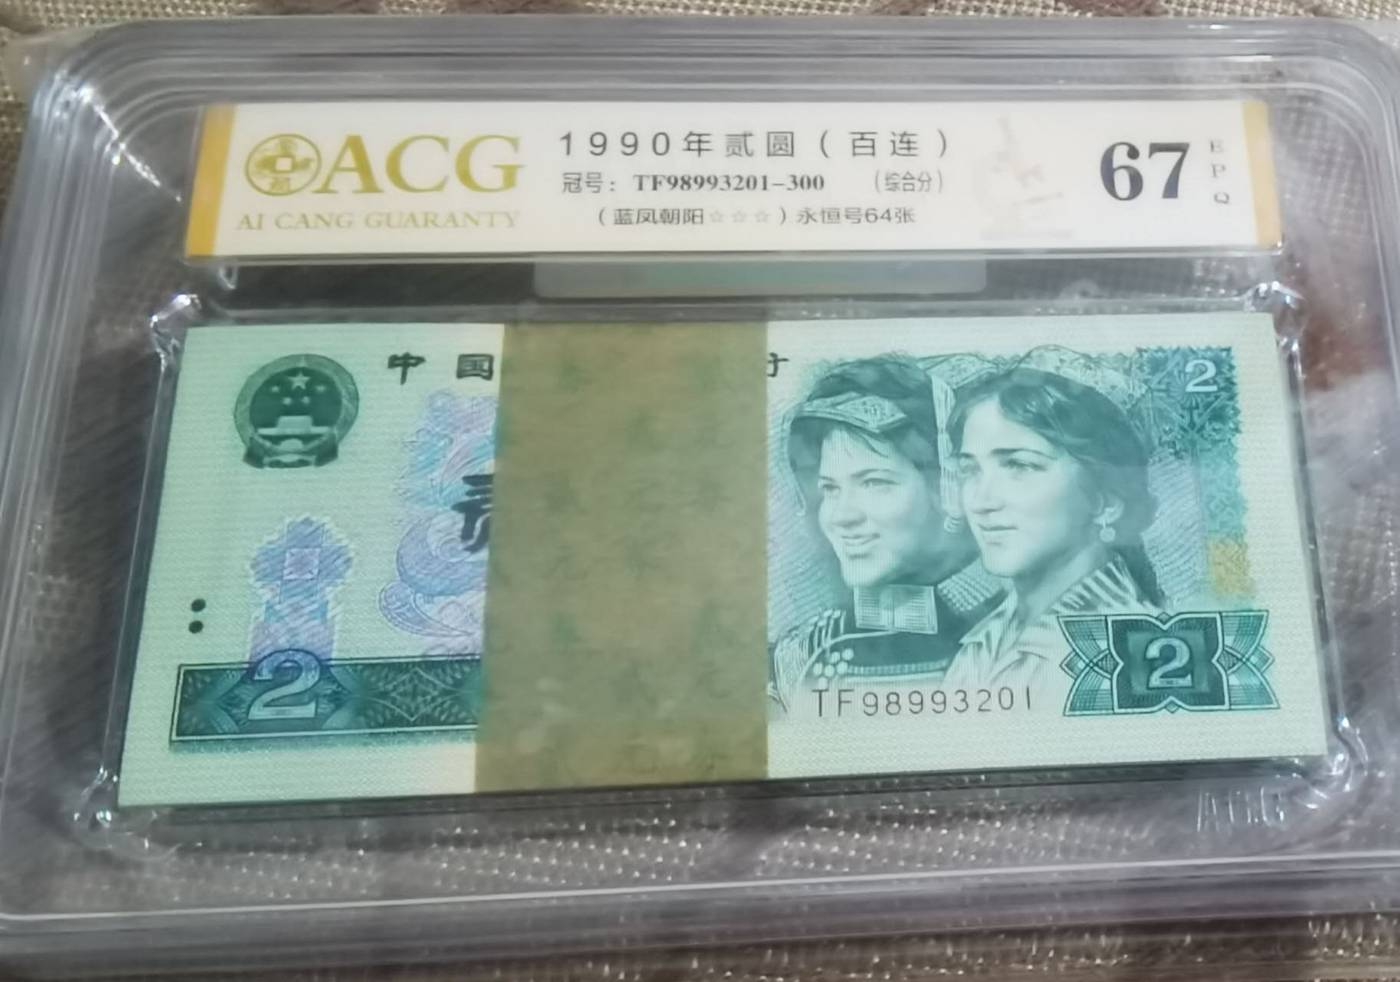 ACG
AI CANG GUARANTY
1990年贰圆（百连）
冠号：TF98993201-300 （综合分）
（蓝凤朝阳☆☆☆）永恒号64张
67
EPQ
中国
2
2
TF98993201
2